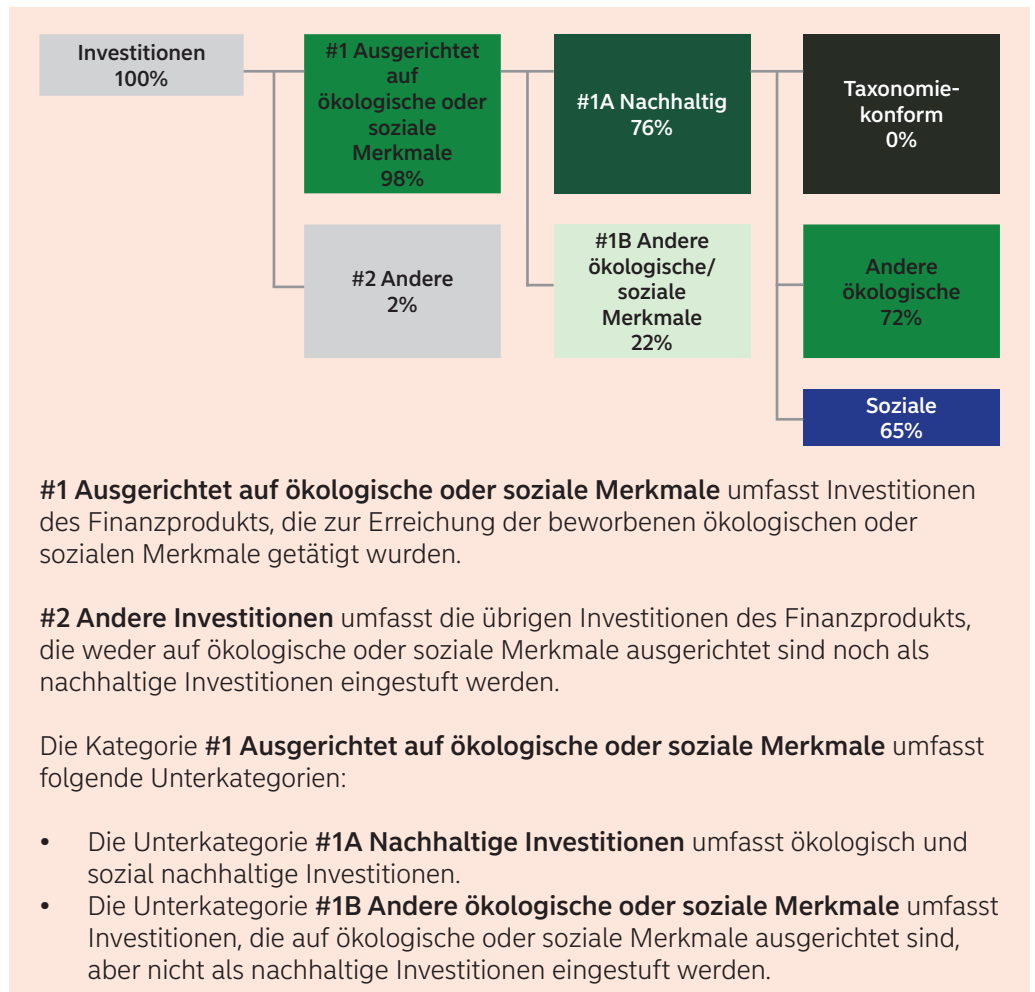 Investitionen
100%
#1 Ausgerichtet
auf
ökologische oder
soziale
Merkmale
98%
#1A Nachhaltig
76%
Taxonomie-
konform
0%
#2 Andere
2%
#1B Andere
ökologische/
soziale
Merkmale
22%
Andere
ökologische
72%
Soziale
65%
#1 Ausgerichtet auf ökologische oder soziale Merkmale umfasst Investitionen
des Finanzprodukts, die zur Erreichung der beworbenen ökologischen oder
sozialen Merkmale getätigt wurden.
#2 Andere Investitionen umfasst die übrigen Investitionen des Finanzprodukts,
die weder auf ökologische oder soziale Merkmale ausgerichtet sind noch als
nachhaltige Investitionen eingestuft werden.
Die Kategorie #1 Ausgerichtet auf ökologische oder soziale Merkmale umfasst
folgende Unterkategorien:
• Die Unterkategorie #1A Nachhaltige Investitionen umfasst ökologisch und
sozial nachhaltige Investitionen.
• Die Unterkategorie #1B Andere ökologische oder soziale Merkmale umfasst
Investitionen, die auf ökologische oder soziale Merkmale ausgerichtet sind,
aber nicht als nachhaltige Investitionen eingestuft werden.